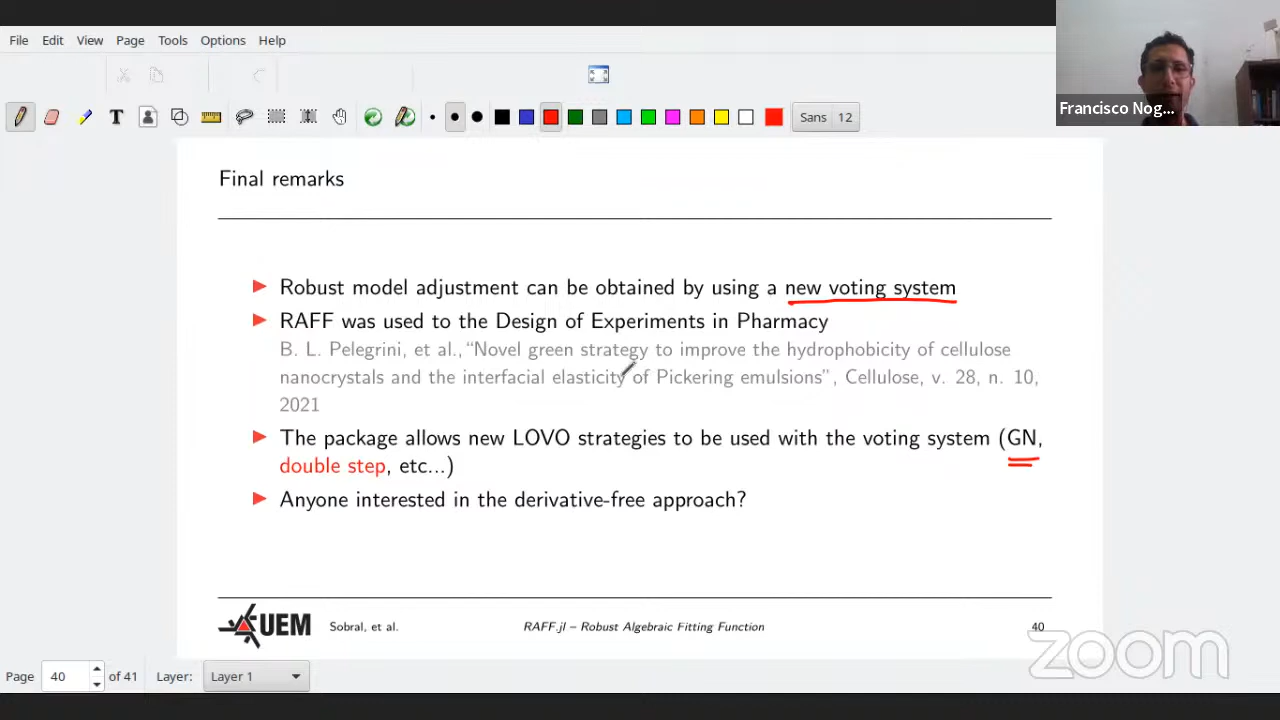 File Edit View Page Tools Options Help
Francisco Nog...
T Sans 12
Final remarks
Robust model adjustment can be obtained by using a new voting system
RAFF was used to the Design of Experiments in Pharmacy
B. L. Pelegrini, et al., “Novel green strategy to improve the hydrophobicity of cellulose
nanocrystals and the interfacial elasticity of Pickering emulsions”, Cellulose, v. 28, n. 10,
2021
The package allows new LOVO strategies to be used with the voting system (GN,
double step, etc...)
Anyone interested in the derivative-free approach?
UEM Sobral, et al. RAFF.jl – Robust Algebraic Fitting Function 40
zoom
Page 40 of 41 Layer: Layer 1